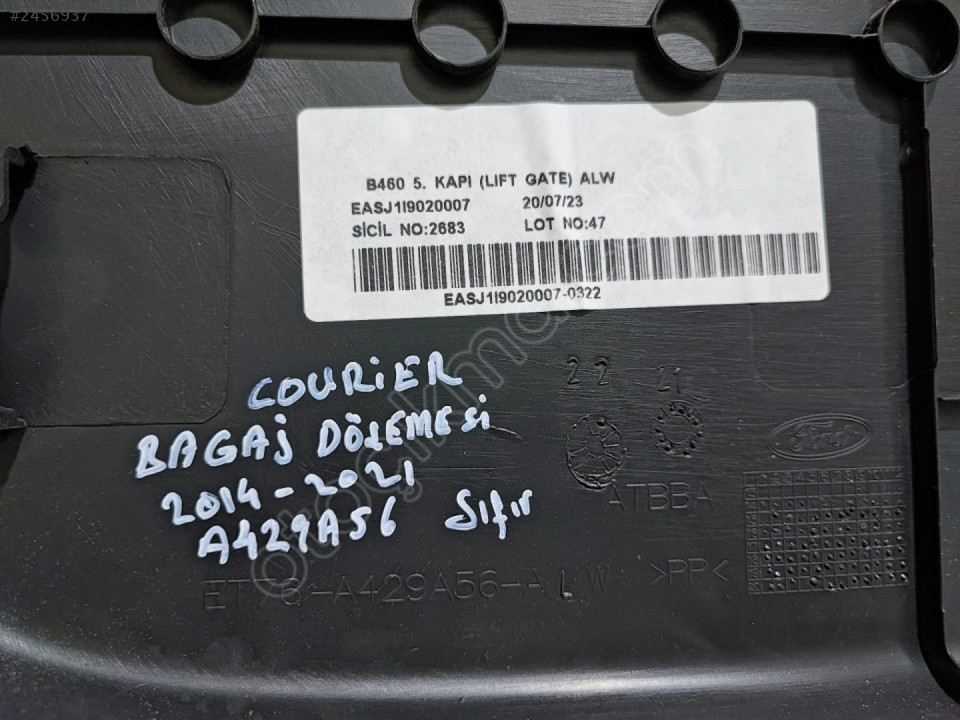 #2456937
B460 5. KAPI (LIFT GATE) ALW
EASJ1I9020007 20/07/23
SİCİL NO:2683 LOT NO:47
EASJ1I9020007-0322
COURiER
BAGAJ DÖŞEMESi
2014-2021
A429A56 Sıfır
22 21
Ford
ATBBA
ET76-A429A56-ALW >PP<